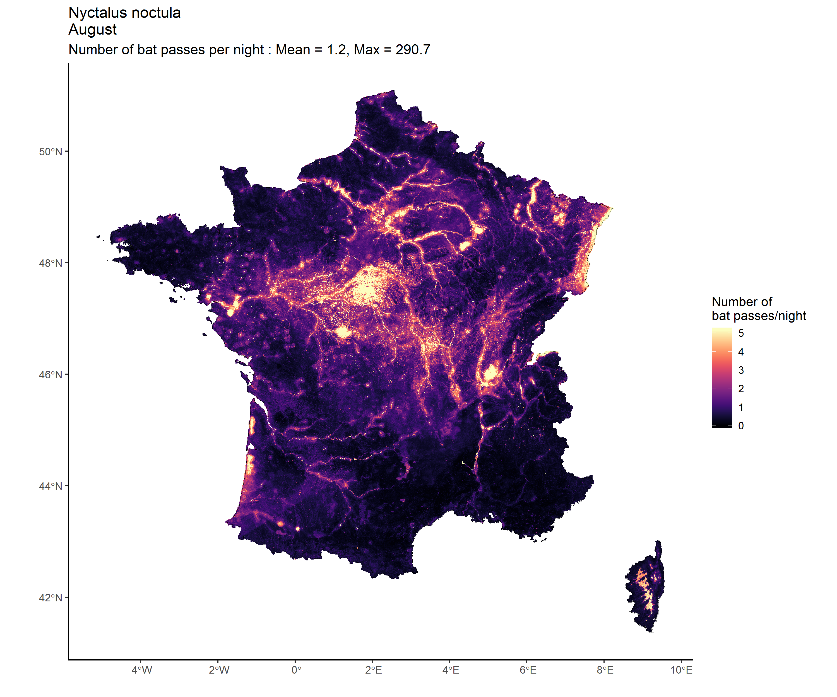 Nyctalus noctula
August
Number of bat passes per night : Mean = 1.2, Max = 290.7
50°N
48°N
46°N
44°N
42°N
4°W
2°W
0°
2°E
4°E
6°E
8°E
10°E
Number of
bat passes/night
5
4
3
2
1
0